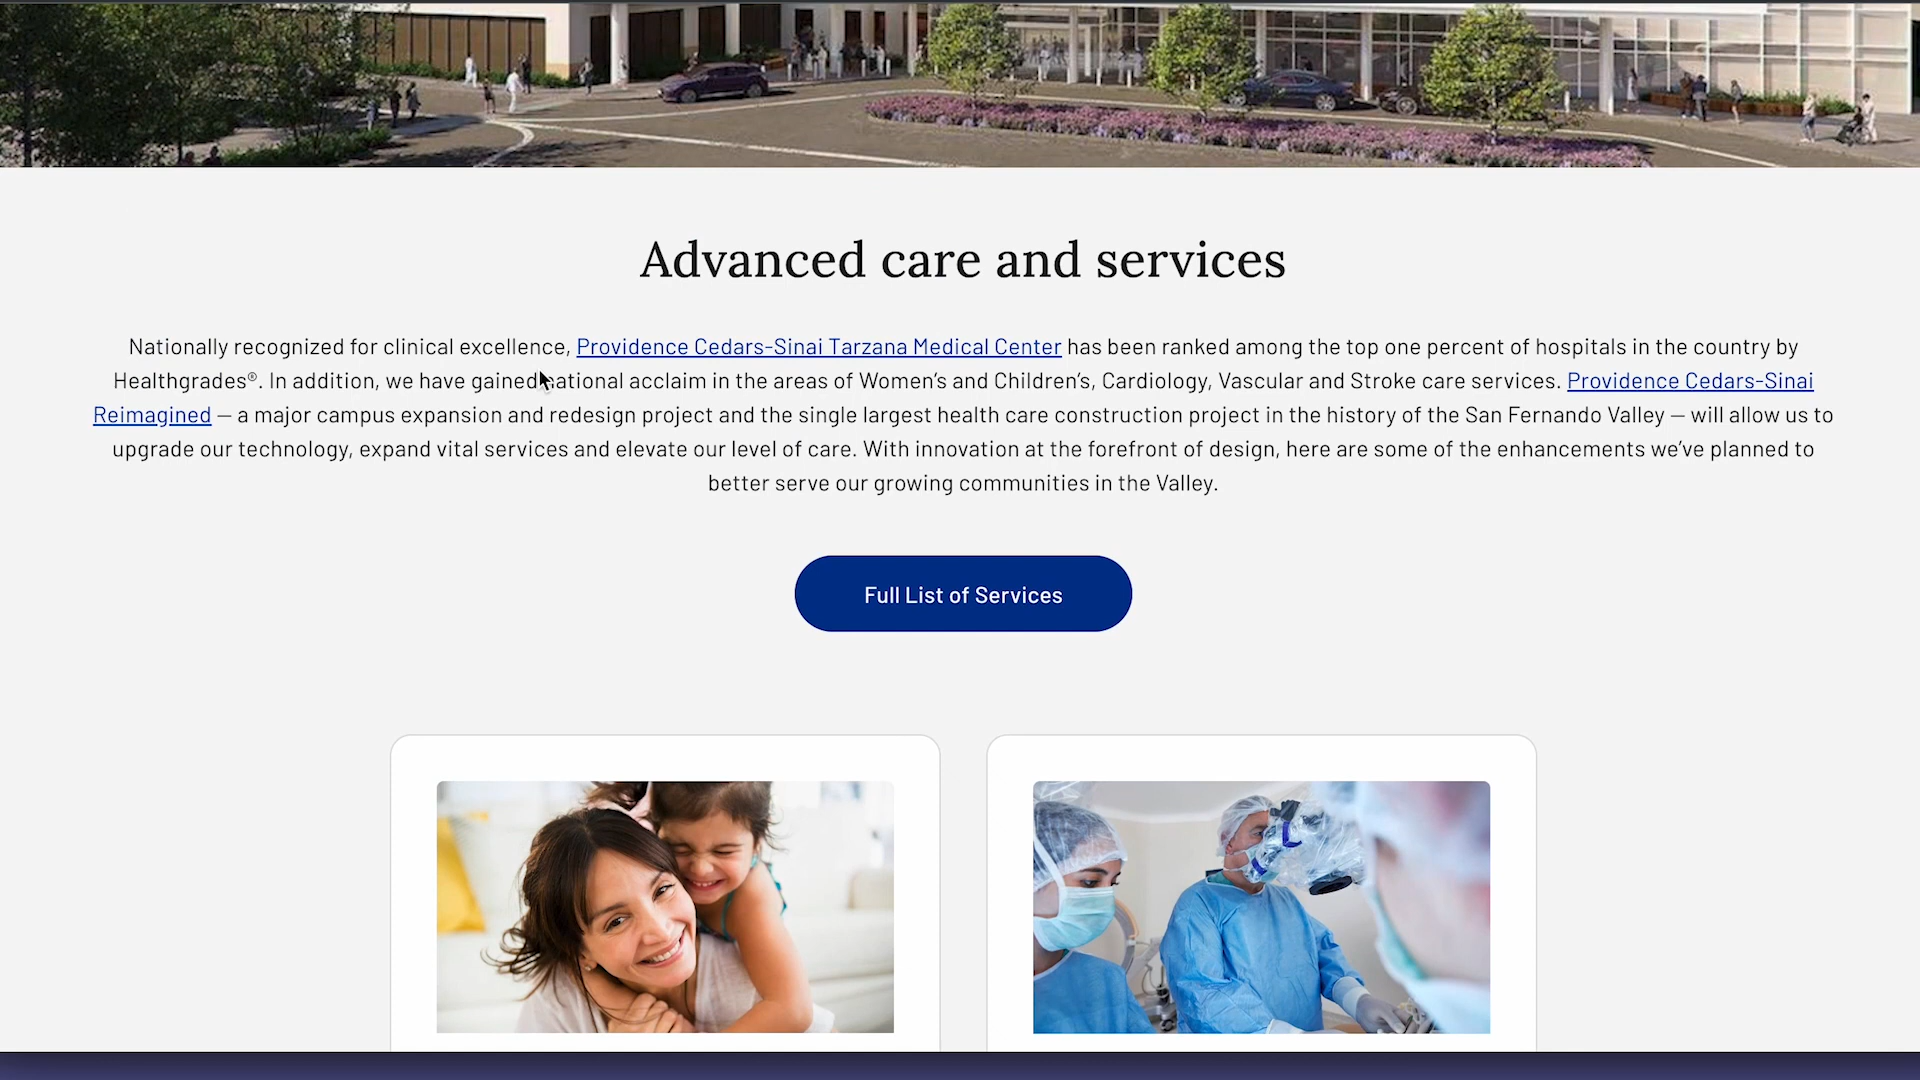 Advanced care and services
Nationally recognized for clinical excellence, Providence Cedars-Sinai Tarzana Medical Center has been ranked among the top one percent of hospitals in the country by
Healthgrades®. In addition, we have gained national acclaim in the areas of Women's and Children's, Cardiology, Vascular and Stroke care services. Providence Cedars-Sinai
Reimagined — a major campus expansion and redesign project and the single largest health care construction project in the history of the San Fernando Valley — will allow us to
upgrade our technology, expand vital services and elevate our level of care. With innovation at the forefront of design, here are some of the enhancements we've planned to
better serve our growing communities in the Valley.
Full List of Services